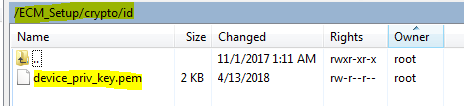 /ECM_Setup/crypto/id
Name Size Changed Rights Owner
.. 11/1/2017 1:11 AM rwxr-xr-x root
device_priv_key.pem 2 KB 4/13/2018 rw-r--r-- root